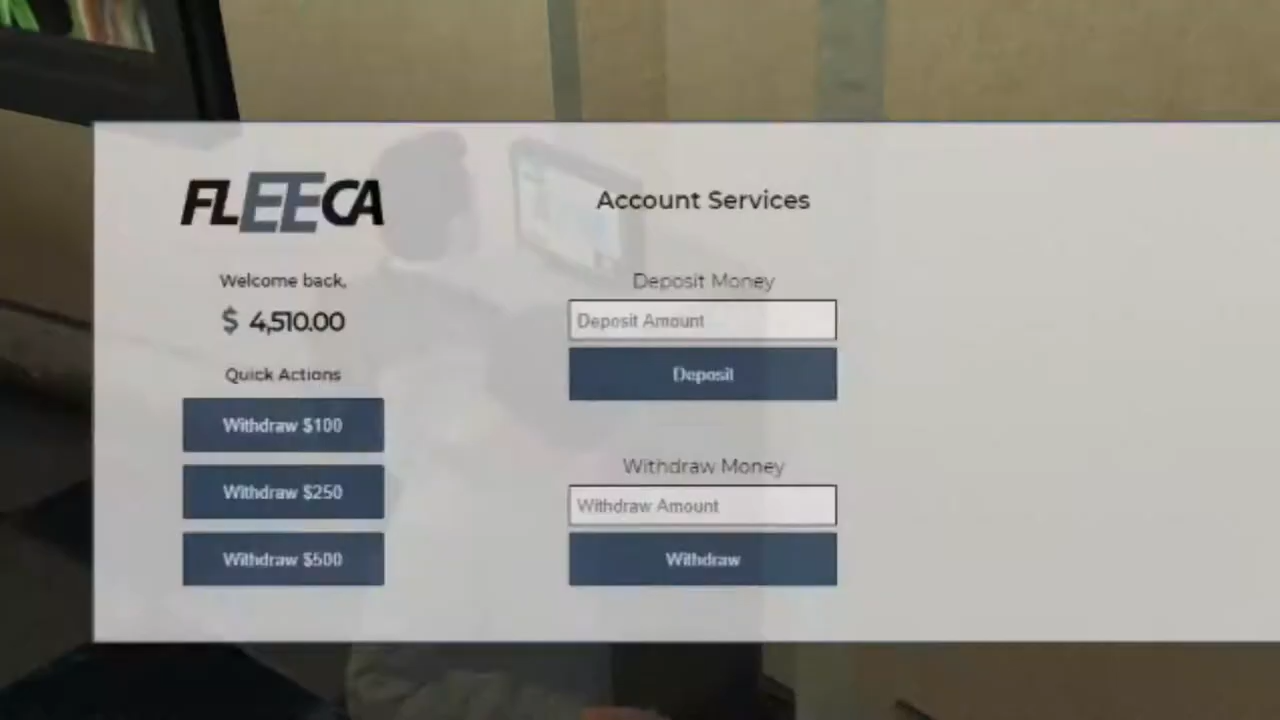 FLEECA
Welcome back,
$ 4,510.00
Quick Actions
Withdraw $100
Withdraw $250
Withdraw $500
Account Services
Deposit Money
Deposit Amount
Deposit
Withdraw Money
Withdraw Amount
Withdraw